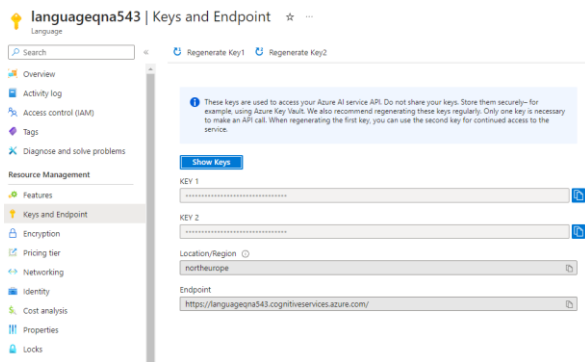 languageqna543 | Keys and Endpoint
Language
Search
Regenerate Key1 Regenerate Key2
Overview
Activity log
Access control (IAM)
Tags
Diagnose and solve problems
Resource Management
Features
Keys and Endpoint
Encryption
Pricing tier
Networking
Identity
Cost analysis
Properties
Locks
These keys are used to access your Azure AI service API. Do not share your keys. Store them securely– for
example, using Azure Key Vault. We also recommend regenerating these keys regularly. Only one key is necessary
to make an API call. When regenerating the first key, you can use the second key for continued access to the
service.
Show Keys
KEY 1
KEY 2
Location/Region
northeurope
Endpoint
https://languageqna543.cognitiveservices.azure.com/